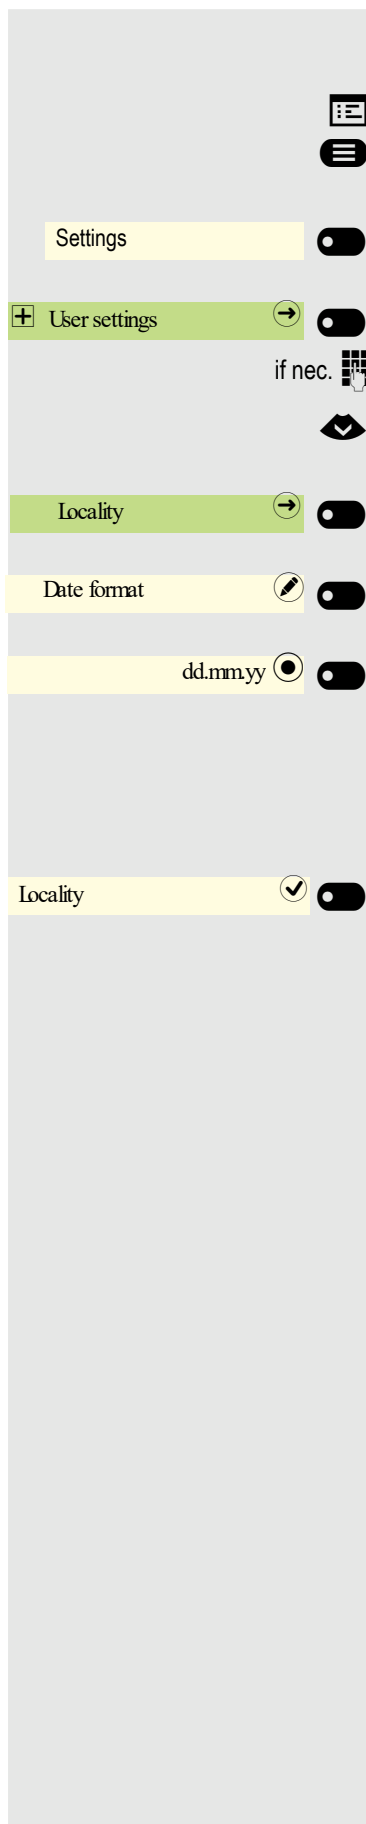 Settings
User settings
if nec.
Locality
Date format
dd.mm.yy
Locality